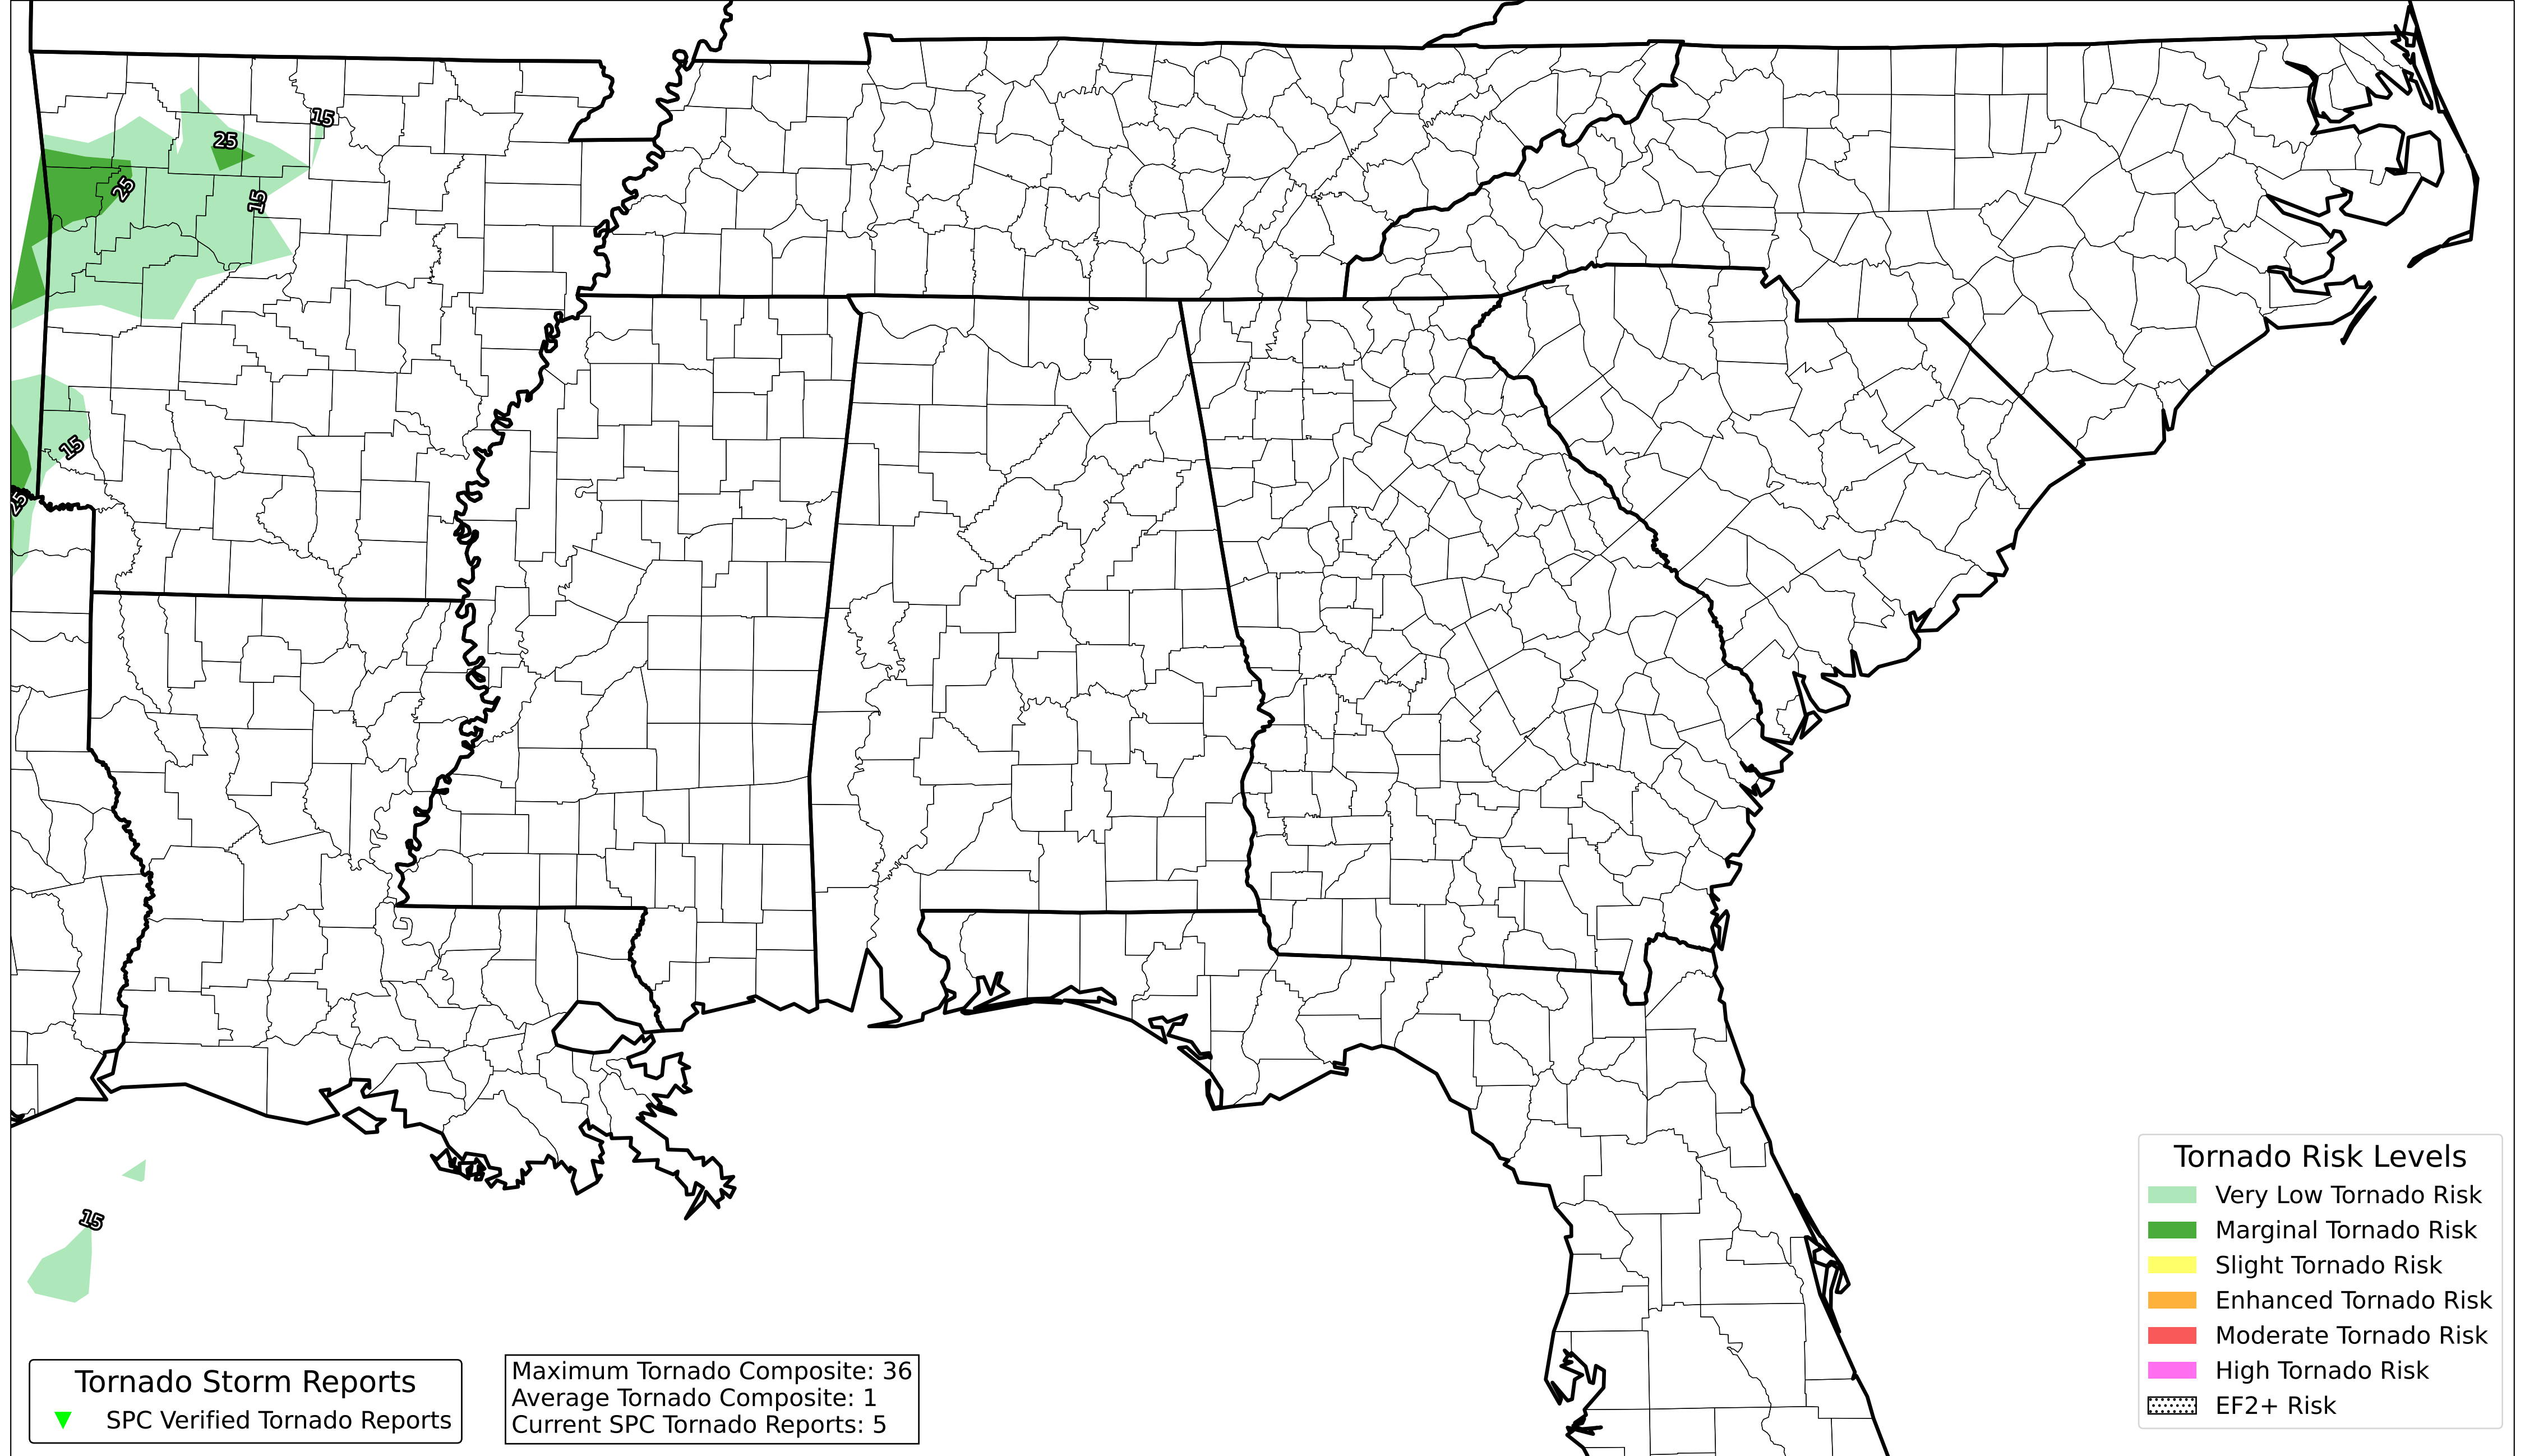 15
25
25
15
15
25
15
Tornado Storm Reports
SPC Verified Tornado Reports
Maximum Tornado Composite: 36
Average Tornado Composite: 1
Current SPC Tornado Reports: 5
Tornado Risk Levels
Very Low Tornado Risk
Marginal Tornado Risk
Slight Tornado Risk
Enhanced Tornado Risk
Moderate Tornado Risk
High Tornado Risk
EF2+ Risk